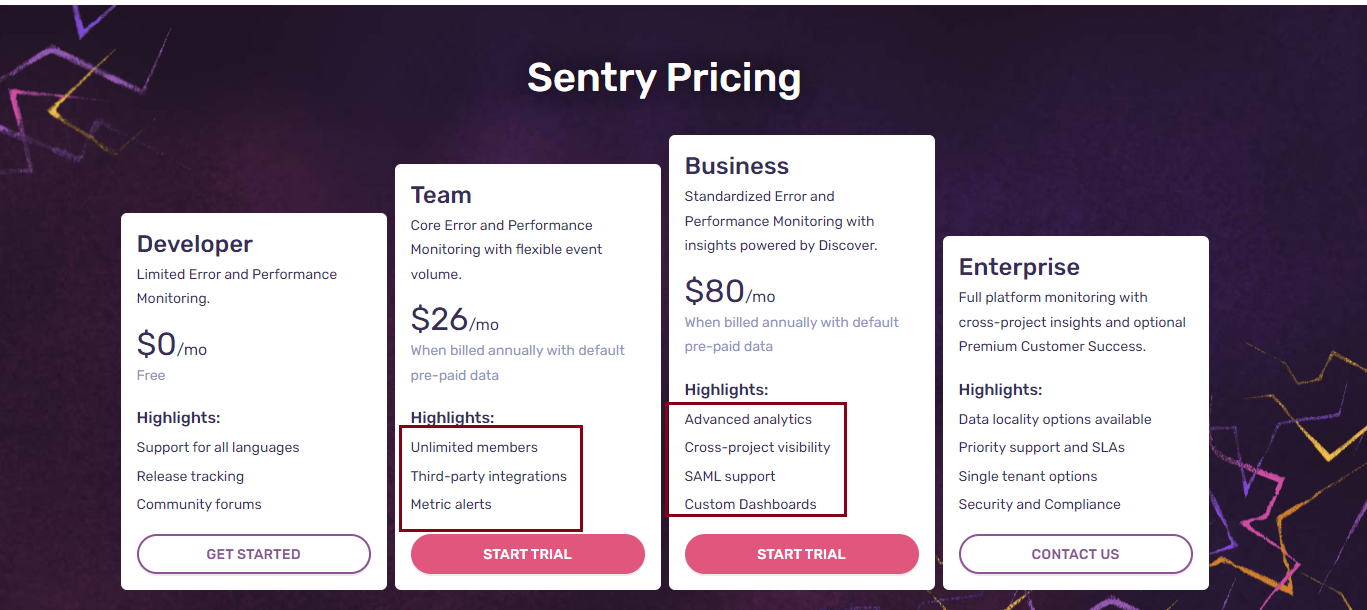 Sentry Pricing
Developer
Limited Error and Performance
Monitoring.
$0/mo
Free
Highlights:
Support for all languages
Release tracking
Community forums
GET STARTED
Team
Core Error and Performance
Monitoring with flexible event
volume.
$26/mo
When billed annually with default
pre-paid data
Highlights:
Unlimited members
Third-party integrations
Metric alerts
START TRIAL
Business
Standardized Error and
Performance Monitoring with
insights powered by Discover.
$80/mo
When billed annually with default
pre-paid data
Highlights:
Advanced analytics
Cross-project visibility
SAML support
Custom Dashboards
START TRIAL
Enterprise
Full platform monitoring with
cross-project insights and optional
Premium Customer Success.
Highlights:
Data locality options available
Priority support and SLAs
Single tenant options
Security and Compliance
CONTACT US